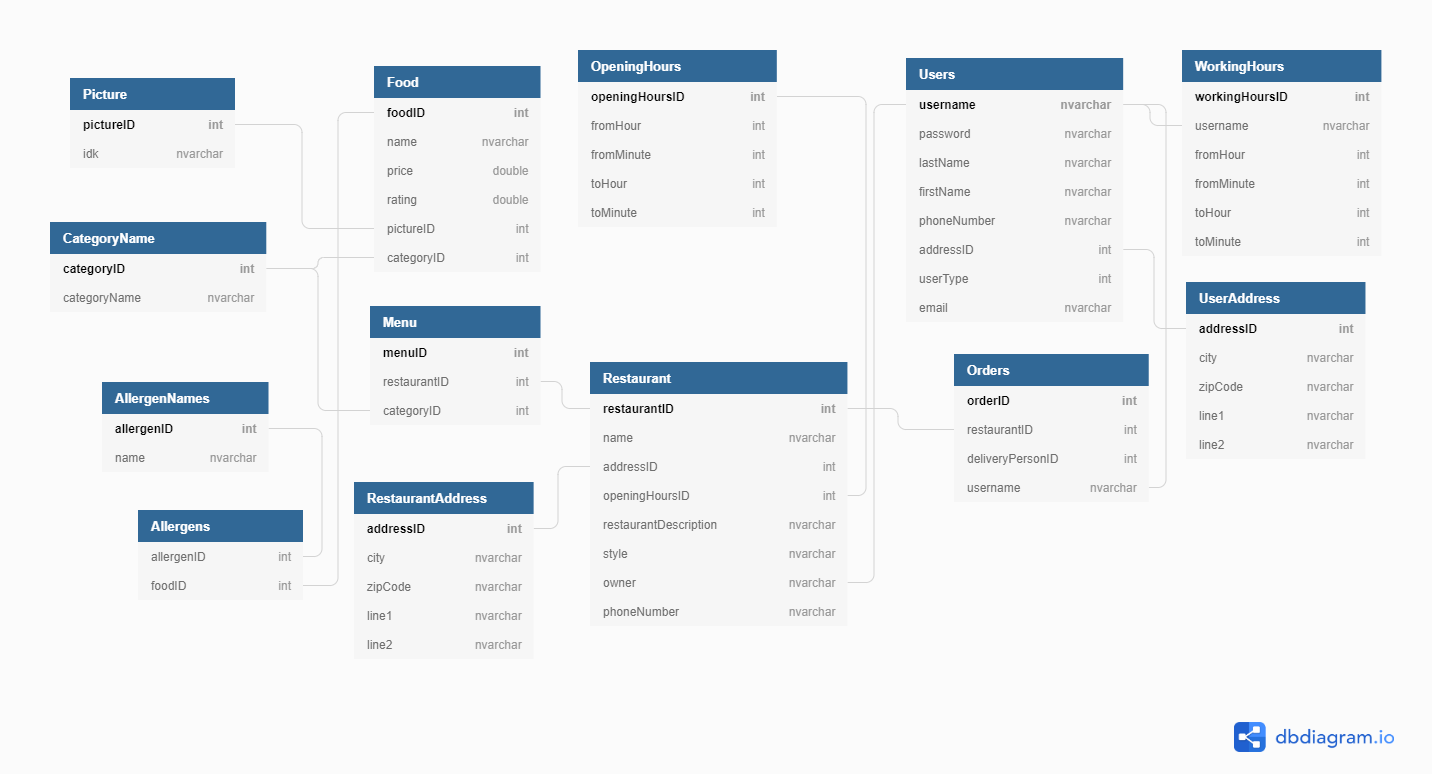 Picture
pictureID int
idk nvarchar
CategoryName
categoryID int
categoryName nvarchar
AllergenNames
allergenID int
name nvarchar
Allergens
allergenID int
foodID int
Food
foodID int
name nvarchar
price double
rating double
pictureID int
categoryID int
Menu
menuID int
restaurantID int
categoryID int
RestaurantAddress
addressID int
city nvarchar
zipCode nvarchar
line1 nvarchar
line2 nvarchar
OpeningHours
openingHoursID int
fromHour int
fromMinute int
toHour int
toMinute int
Restaurant
restaurantID int
name nvarchar
addressID int
openingHoursID int
restaurantDescription nvarchar
style nvarchar
owner nvarchar
phoneNumber nvarchar
Users
username nvarchar
password nvarchar
lastName nvarchar
firstName nvarchar
phoneNumber nvarchar
addressID int
userType int
email nvarchar
Orders
orderID int
restaurantID int
deliveryPersonID int
username nvarchar
WorkingHours
workingHoursID int
username nvarchar
fromHour int
fromMinute int
toHour int
toMinute int
UserAddress
addressID int
city nvarchar
zipCode nvarchar
line1 nvarchar
line2 nvarchar
dbdiagram.io